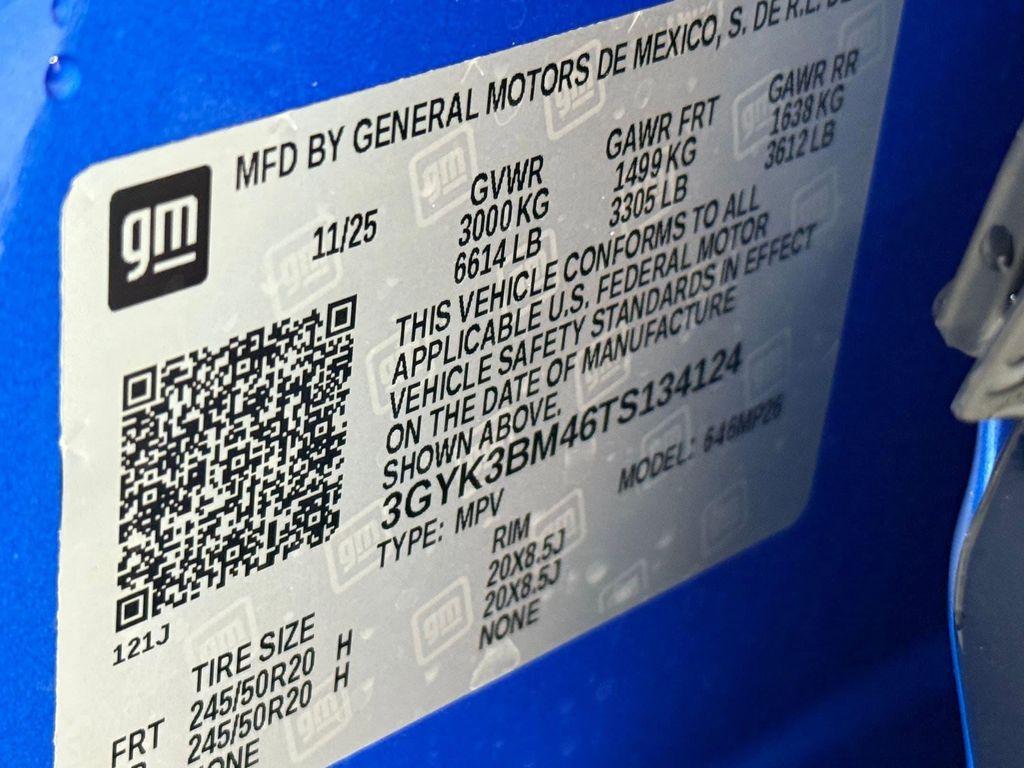 MFD BY GENERAL MOTORS DE MEXICO, S. DE R.L.
gm
11/25
GVWR
3000 KG
6614 LB
GAWR FRT
1499 KG
3305 LB
GAWR RR
1638 KG
3612 LB
THIS VEHICLE CONFORMS TO ALL
APPLICABLE U.S. FEDERAL MOTOR
VEHICLE SAFETY STANDARDS IN EFFECT
ON THE DATE OF MANUFACTURE
SHOWN ABOVE.
3GYK3BM46TS134124
TYPE: MPV
MODEL: 646MP26
121J
TIRE SIZE
RIM
FRT 245/50R20 H 20X8.5J
245/50R20 H 20X8.5J
NONE